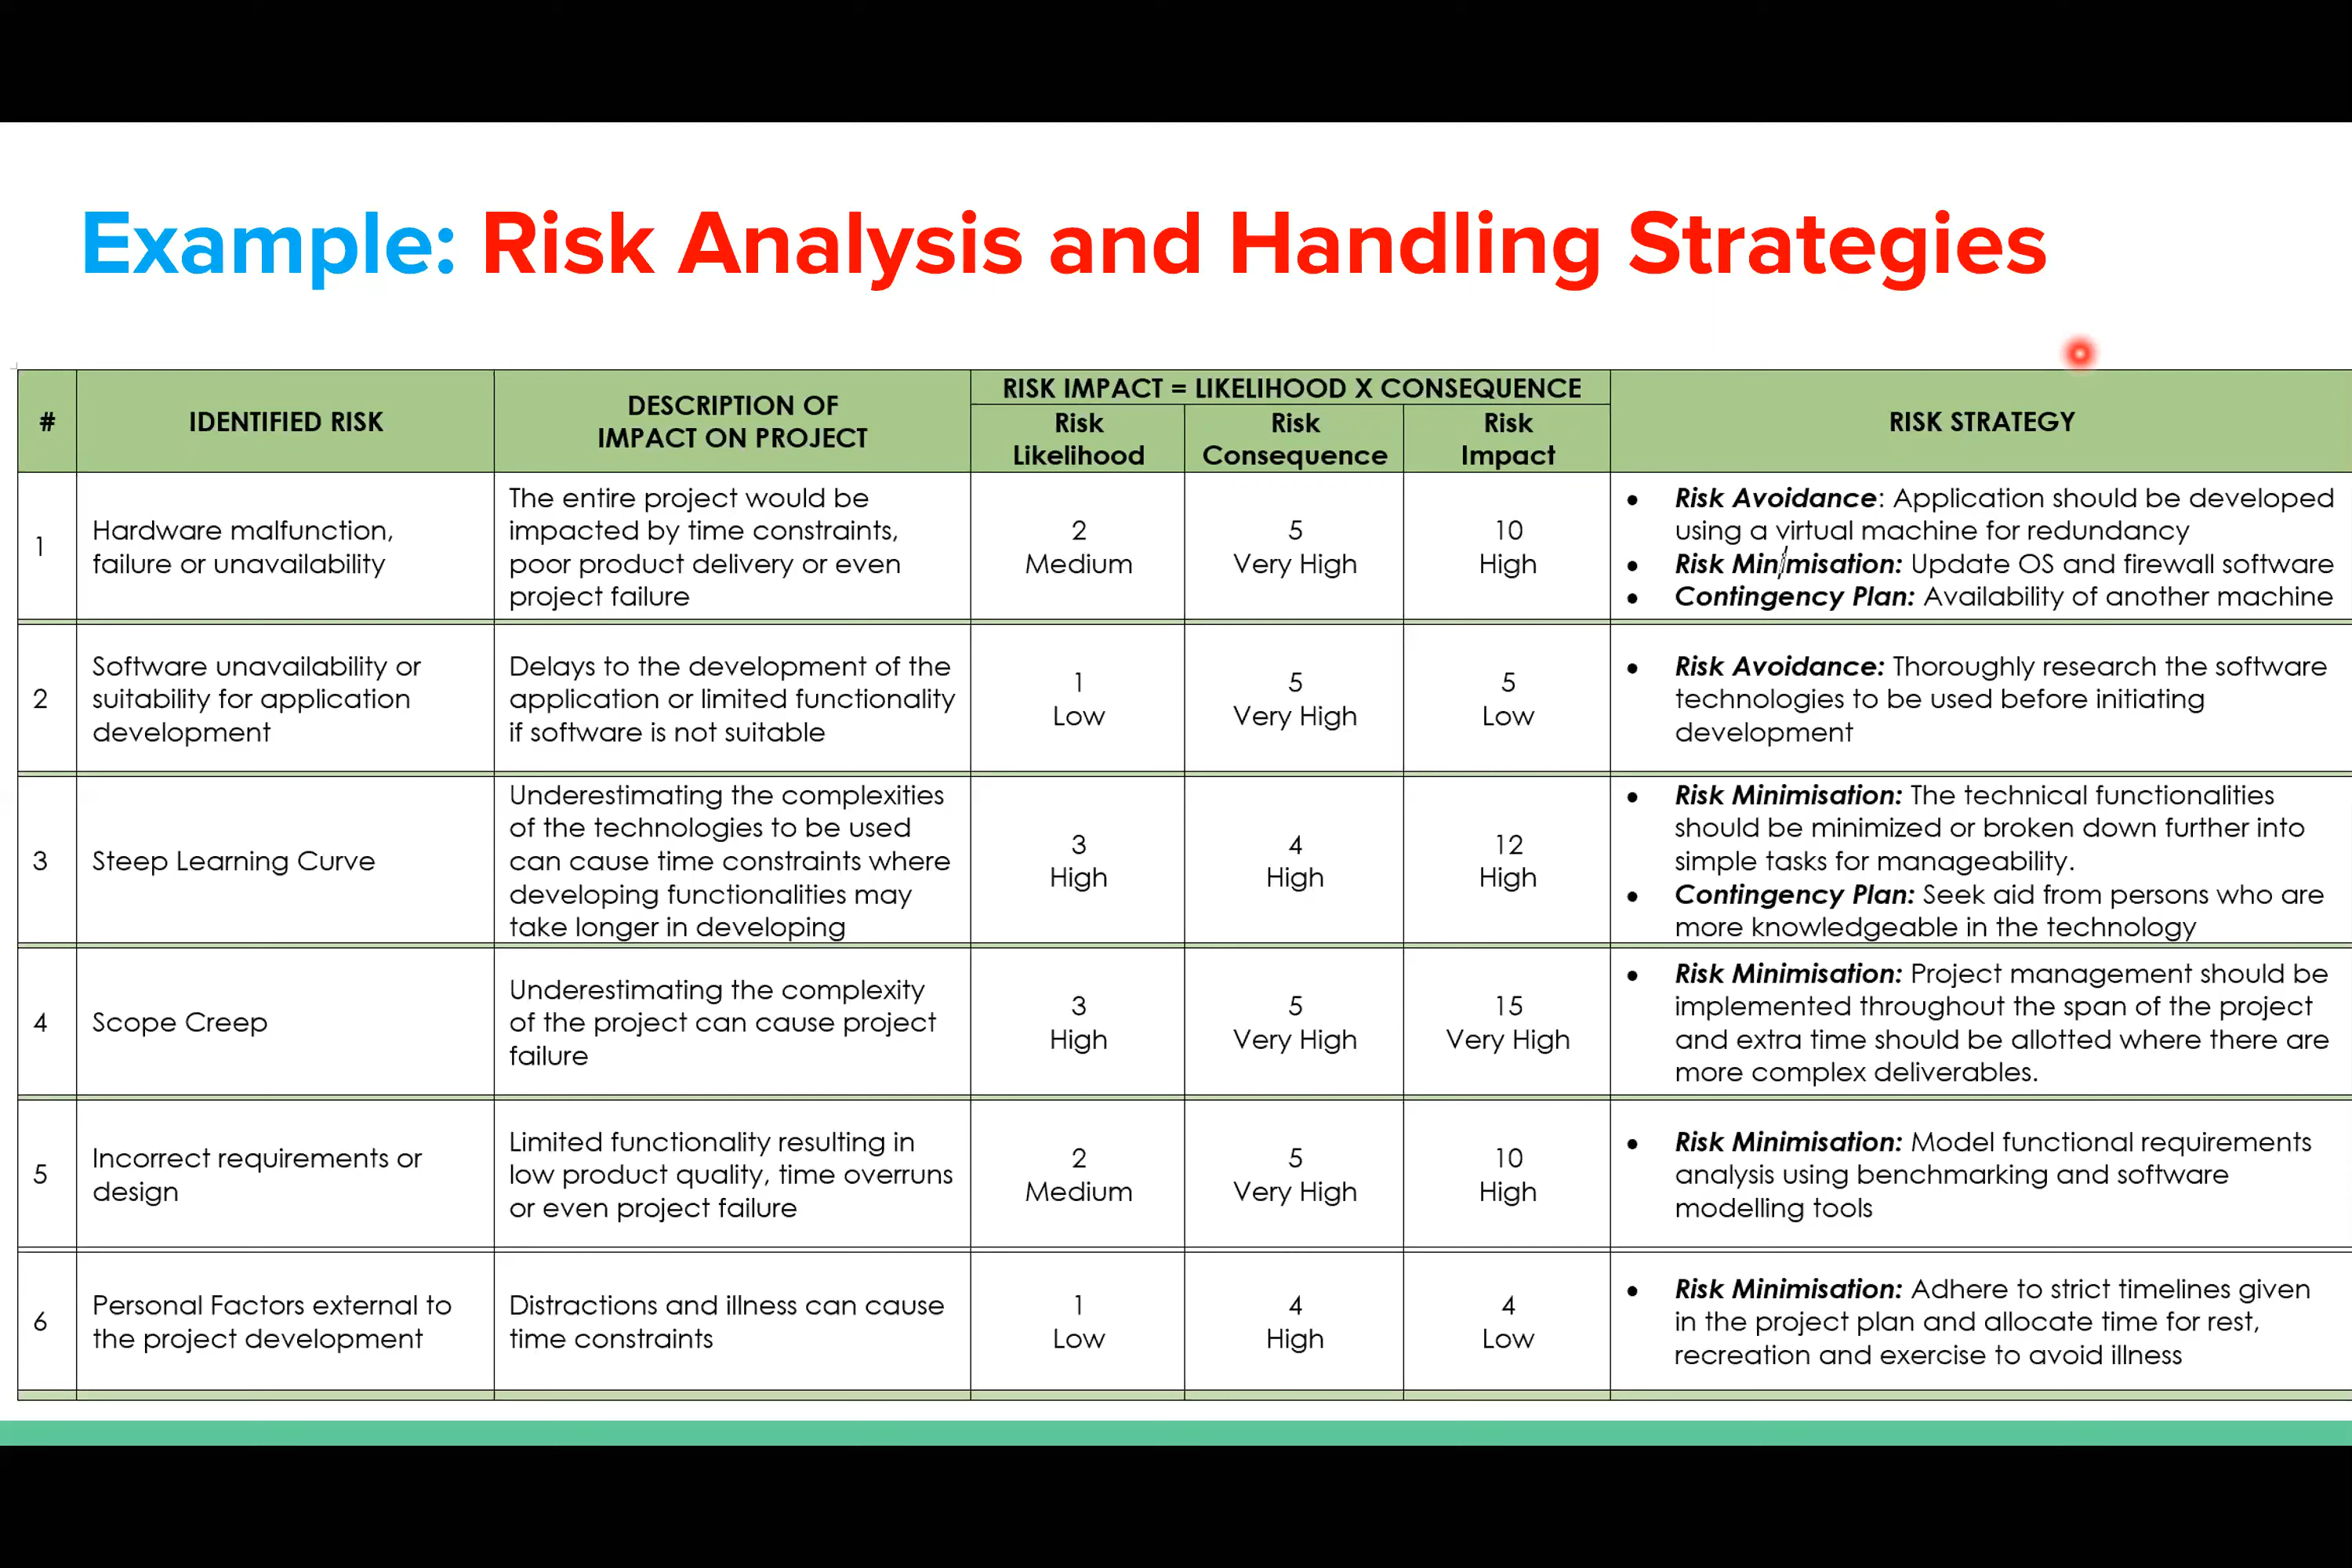 Example: Risk Analysis and Handling Strategies
#
IDENTIFIED RISK
DESCRIPTION OF
IMPACT ON PROJECT
RISK IMPACT = LIKELIHOOD X CONSEQUENCE
Risk
Likelihood
Risk
Consequence
Risk
Impact
RISK STRATEGY
1
Hardware malfunction,
failure or unavailability
The entire project would be
impacted by time constraints,
poor product delivery or even
project failure
2
Medium
5
Very High
10
High
• Risk Avoidance: Application should be developed
using a virtual machine for redundancy
• Risk Minimisation: Update OS and firewall software
• Contingency Plan: Availability of another machine
2
Software unavailability or
suitability for application
development
Delays to the development of the
application or limited functionality
if software is not suitable
1
Low
5
Very High
5
Low
• Risk Avoidance: Thoroughly research the software
technologies to be used before initiating
development
3
Steep Learning Curve
Underestimating the complexities
of the technologies to be used
can cause time constraints where
developing functionalities may
take longer in developing
3
High
4
High
12
High
• Risk Minimisation: The technical functionalities
should be minimized or broken down further into
simple tasks for manageability.
• Contingency Plan: Seek aid from persons who are
more knowledgeable in the technology
4
Scope Creep
Underestimating the complexity
of the project can cause project
failure
3
High
5
Very High
15
Very High
• Risk Minimisation: Project management should be
implemented throughout the span of the project
and extra time should be allotted where there are
more complex deliverables.
5
Incorrect requirements or
design
Limited functionality resulting in
low product quality, time overruns
or even project failure
2
Medium
5
Very High
10
High
• Risk Minimisation: Model functional requirements
analysis using benchmarking and software
modelling tools
6
Personal Factors external to
the project development
Distractions and illness can cause
time constraints
1
Low
4
High
4
Low
• Risk Minimisation: Adhere to strict timelines given
in the project plan and allocate time for rest,
recreation and exercise to avoid illness